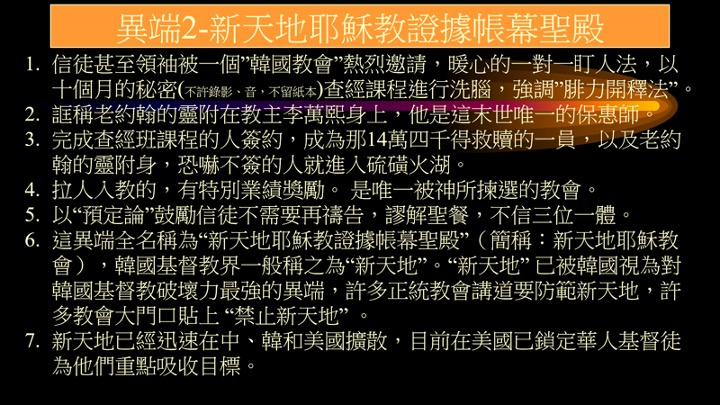 異端2-新天地耶穌教證據帳幕聖殿
1. 信徒甚至領袖被一個”韓國教會”熱烈邀請，暖心的一對一盯人法，以
十個月的秘密(不許錄影、音，不留紙本)查經課程進行洗腦，強調”腓力開釋法”。
2. 誆稱老約翰的靈附在教主李萬熙身上，他是這末世唯一的保惠師。
3. 完成查經班課程的人簽約，成為那14萬四千得救贖的一員，以及老約
翰的靈附身，恐嚇不簽的人就進入硫磺火湖。
4. 拉人入教的，有特別業績獎勵。 是唯一被神所揀選的教會。
5. 以“預定論”鼓勵信徒不需要再禱告，謬解聖餐，不信三位一體。
6. 這異端全名稱為“新天地耶穌教證據帳幕聖殿”（簡稱：新天地耶穌教
會），韓國基督教界一般稱之為“新天地”。“新天地” 已被韓國視為對
韓國基督教破壞力最強的異端，許多正統教會講道要防範新天地，許
多教會大門口貼上 “禁止新天地” 。
7. 新天地已經迅速在中、韓和美國擴散，目前在美國已鎖定華人基督徒
為他們重點吸收目標。